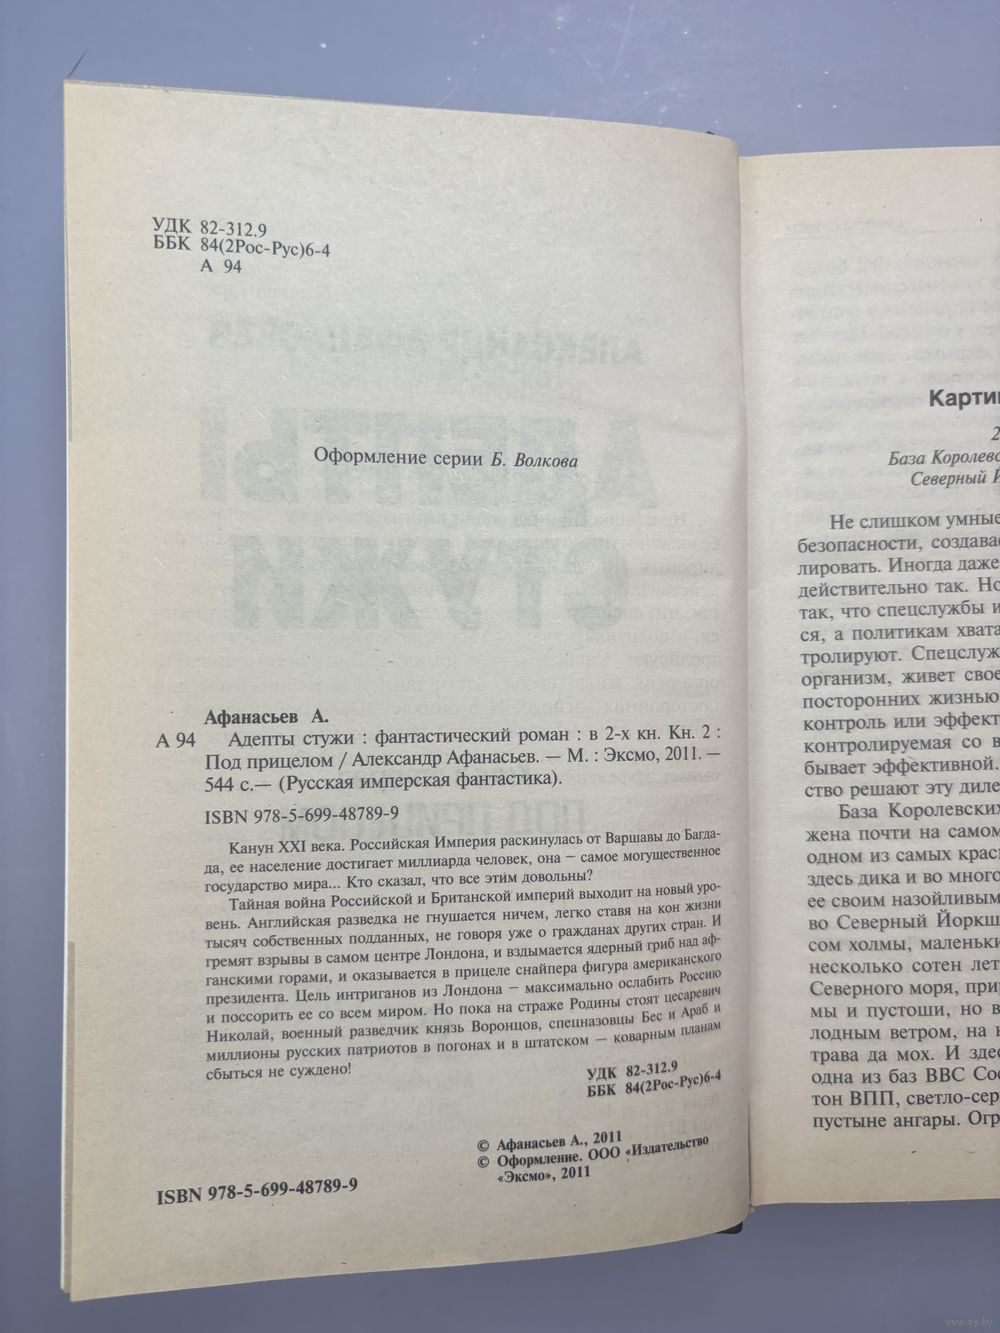 УДК 82-312.9
ББК 84(2Рос-Рус)6-4
А 94
Оформление серии Б. Волкова
Афанасьев А.
А 94 Адепты стужи : фантастический роман : в 2-х кн. Кн. 2 :
Под прицелом / Александр Афанасьев. — М. : Эксмо, 2011. —
544 с.— (Русская имперская фантастика).
ISBN 978-5-699-48789-9
Канун XXI века. Российская Империя раскинулась от Варшавы до Багда-
да, ее население достигает миллиарда человек, она – самое могущественное
государство мира... Кто сказал, что все этим довольны?
Тайная война Российской и Британской империй выходит на новый уро-
вень. Английская разведка не гнушается ничем, легко ставя на кон жизни
тысяч собственных подданных, не говоря уже о гражданах других стран. И
гремят взрывы в самом центре Лондона, и вздымается ядерный гриб над аф-
ганскими горами, и оказывается в прицеле снайпера фигура американского
президента. Цель интриганов из Лондона – максимально ослабить Россию
и поссорить ее со всем миром. Но пока на страже Родины стоят цесаревич
Николай, военный разведчик князь Воронцов, спецназовцы Бес и Араб и
миллионы русских патриотов в погонах и в штатском — коварным планам
сбыться не суждено!
УДК 82-312.9
ББК 84(2Рос-Рус)6-4
© Афанасьев А., 2011
© Оформление. ООО «Издательство
«Эксмо», 2011
ISBN 978-5-699-48789-9
Карти
2
База Королевс
Северный Й
Не слишком умные
безопасности, создава
лировать. Иногда даже
действительно так. Но
так, что спецслужбы и
ся, а политикам хвата
тролируют. Спецслуж
организм, живет свое
посторонних жизнью
контроль или эффект
контролируемая со в
бывает эффективной.
ство решают эту диле
База Королевских
жена почти на самом
одном из самых крас
здесь дика и во много
ее своим назойливым
во Северный Йоркш
сом холмы, маленьки
несколько сотен лет
Северного моря, при
мы и пустоши, но в
лодным ветром, на
трава да мох. И здес
одна из баз ВВС Сое
тон ВПП, светло-сер
пустыне ангары. Огр
www.ay.by